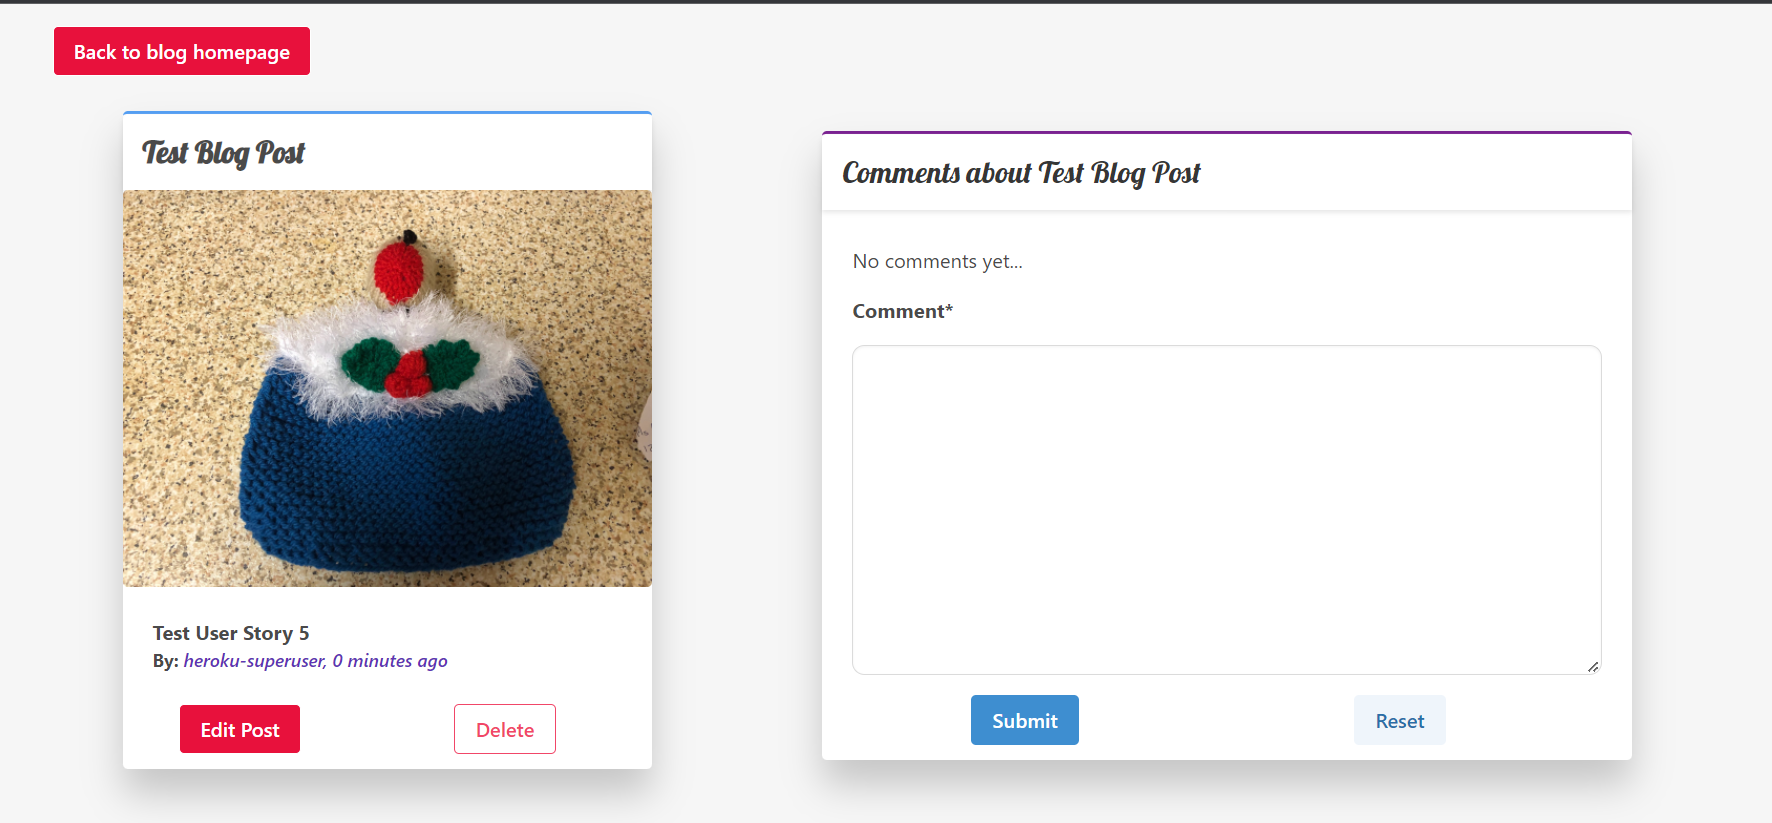 Back to blog homepage
Test Blog Post
Test User Story 5
By: heroku-superuser, 0 minutes ago
Edit Post
Delete
Comments about Test Blog Post
No comments yet...
Comment*
Submit
Reset